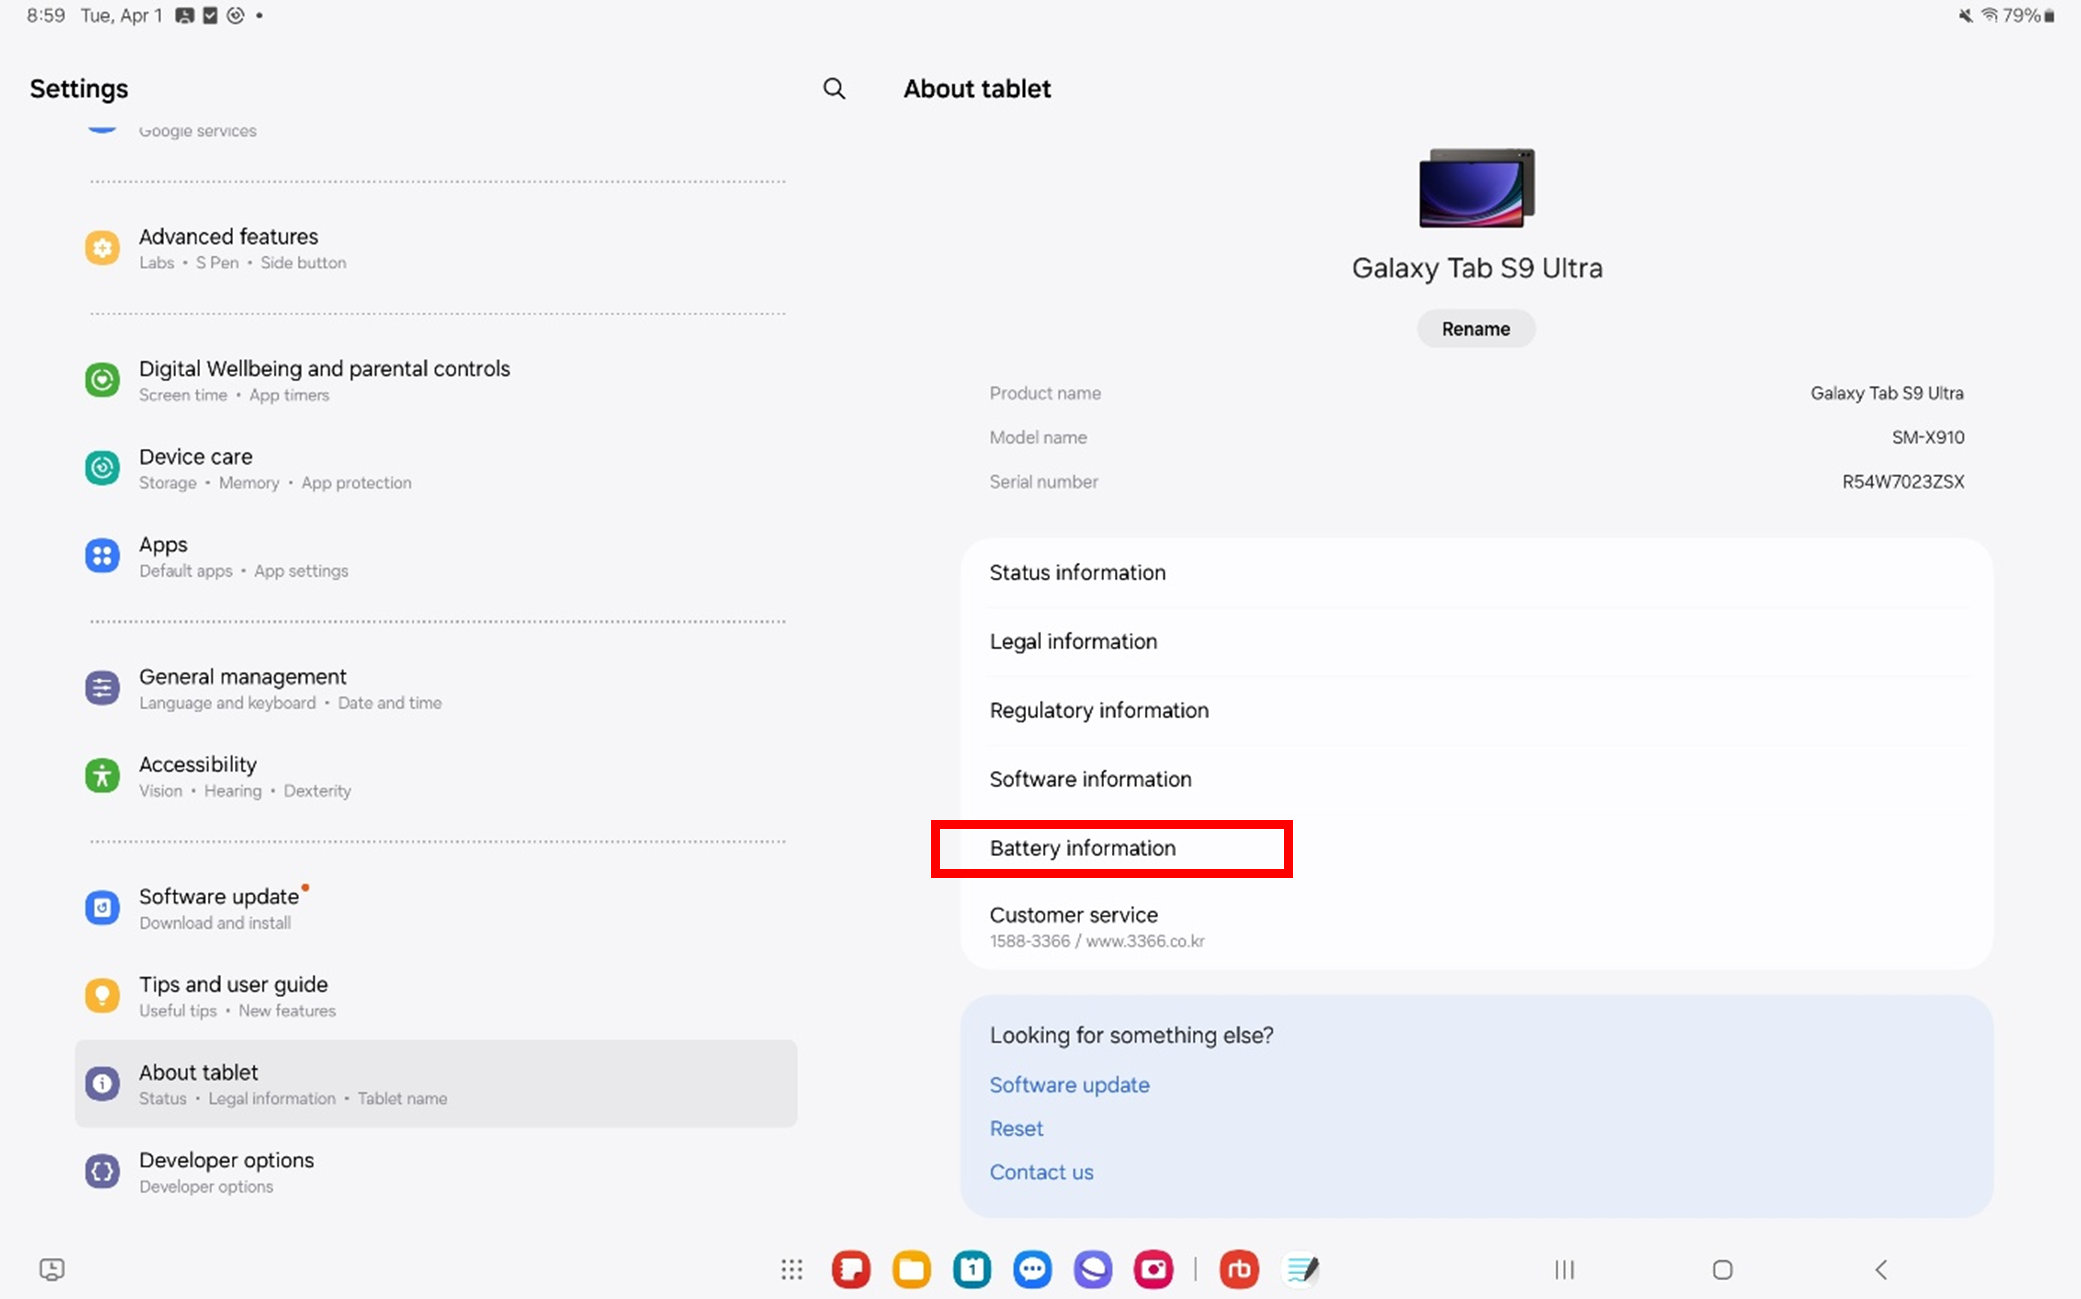 8:59 Tue, Apr 1
79%
Settings
Google services
Advanced features
Labs • S Pen • Side button
Digital Wellbeing and parental controls
Screen time • App timers
Device care
Storage • Memory • App protection
Apps
Default apps • App settings
General management
Language and keyboard • Date and time
Accessibility
Vision • Hearing • Dexterity
Software update
Download and install
Tips and user guide
Useful tips • New features
About tablet
Status • Legal information • Tablet name
Developer options
Developer options
About tablet
Galaxy Tab S9 Ultra
Rename
Product name Galaxy Tab S9 Ultra
Model name SM-X910
Serial number R54W7023ZSX
Status information
Legal information
Regulatory information
Software information
Battery information
Customer service
1588-3366 / www.3366.co.kr
Looking for something else?
Software update
Reset
Contact us
1
rb